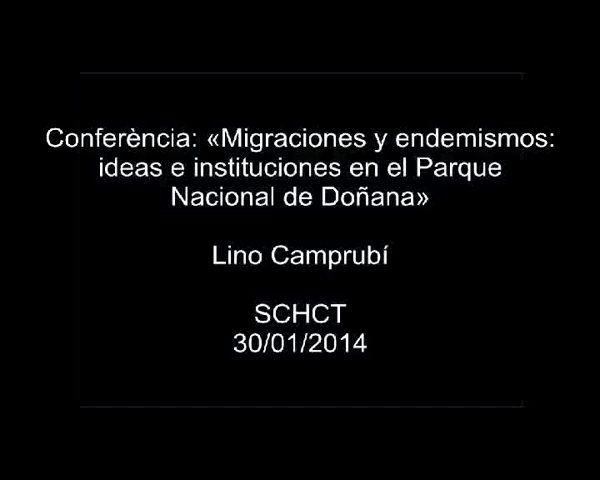 Conferència: «Migraciones y endemismos:
ideas e instituciones en el Parque
Nacional de Doñana»
Lino Camprubí
SCHCT
30/01/2014